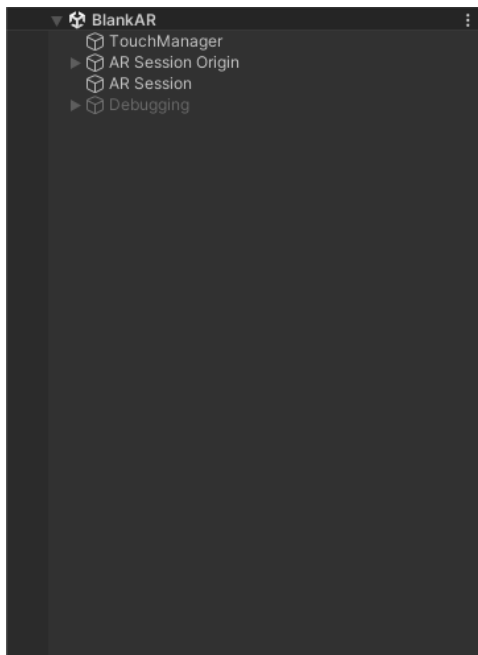 BlankAR
TouchManager
AR Session Origin
AR Session
Debugging